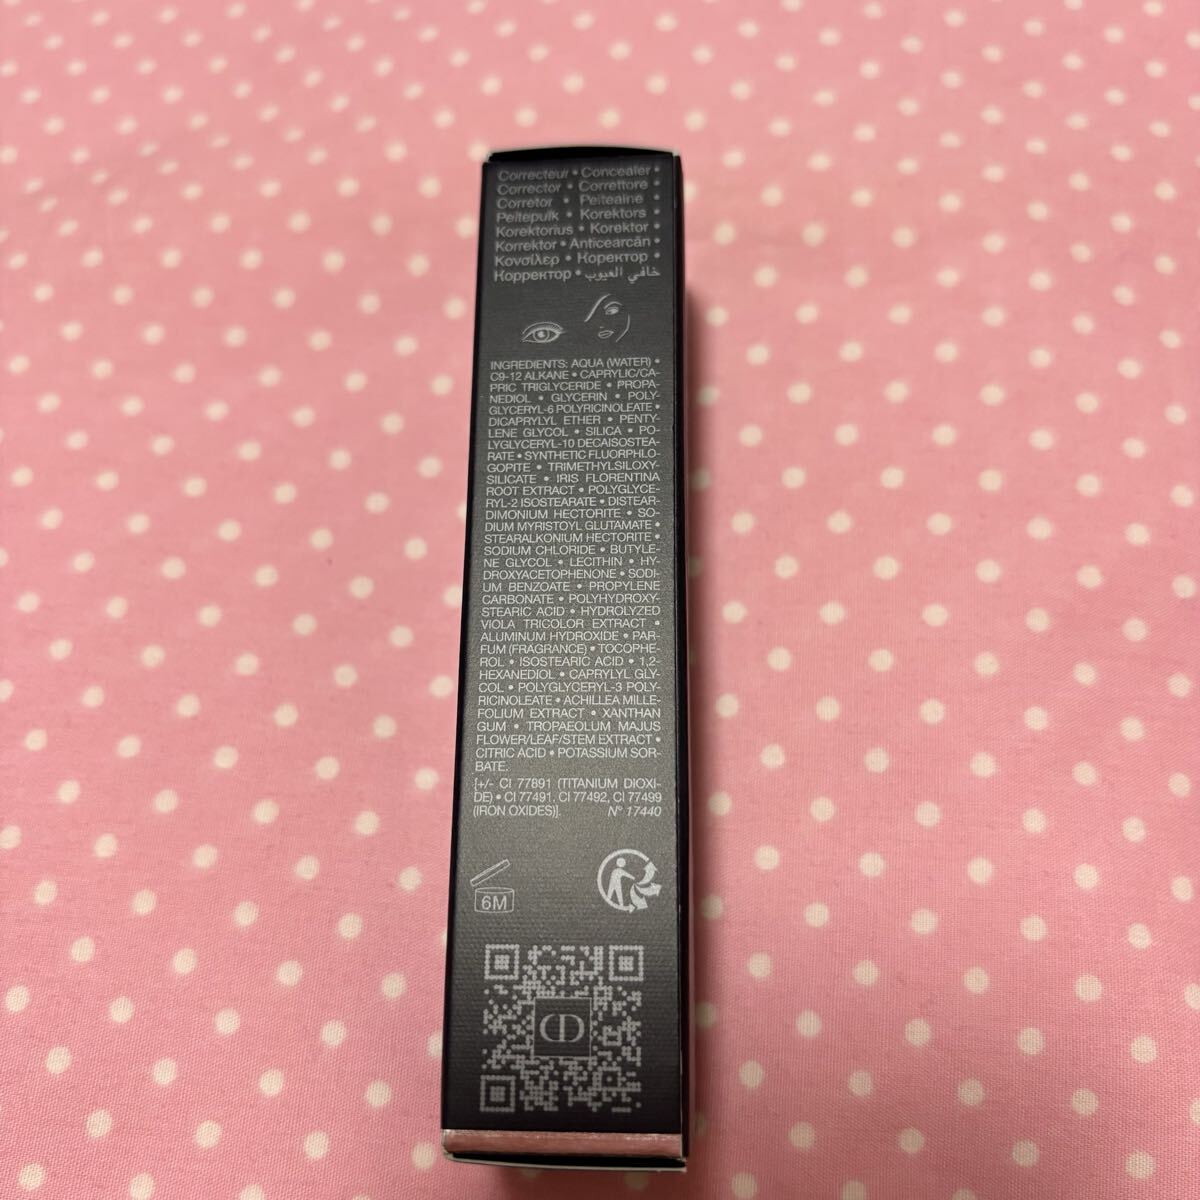 Correcteur • Concealer •
Corrector • Correttore •
Corretor • Peiteaine •
Peitepulk • Korektors •
Korektorius • Korektor •
Korrektor • Anticearcăn •
Κονσίλερ • Коректор •
Корректор • خافي العيوب
INGREDIENTS: AQUA (WATER) •
C9-12 ALKANE • CAPRYLIC/CA-
PRIC TRIGLYCERIDE • PROPA-
NEDIOL • GLYCERIN • POLY-
GLYCERYL-6 POLYRICINOLEATE •
DICAPRYLYL ETHER • PENTY-
LENE GLYCOL • SILICA • PO-
LYGLYCERYL-10 DECAISOSTEA-
RATE • SYNTHETIC FLUORPHLO-
GOPITE • TRIMETHYLSILOXY-
SILICATE • IRIS FLORENTINA
ROOT EXTRACT • POLYGLYCE-
RYL-2 ISOSTEARATE • DISTEAR-
DIMONIUM HECTORITE • SO-
DIUM MYRISTOYL GLUTAMATE •
STEARALKONIUM HECTORITE •
SODIUM CHLORIDE • BUTYLE-
NE GLYCOL • LECITHIN • HY-
DROXYACETOPHENONE • SODI-
UM BENZOATE • PROPYLENE
CARBONATE • POLYHYDROXY-
STEARIC ACID • HYDROLYZED
VIOLA TRICOLOR EXTRACT •
ALUMINUM HYDROXIDE • PAR-
FUM (FRAGRANCE) • TOCOPHE-
ROL • ISOSTEARIC ACID • 1,2-
HEXANEDIOL • CAPRYLYL GLY-
COL • POLYGLYCERYL-3 POLY-
RICINOLEATE • ACHILLEA MILLE-
FOLIUM EXTRACT • XANTHAN
GUM • TROPAEOLUM MAJUS
FLOWER/LEAF/STEM EXTRACT •
CITRIC ACID • POTASSIUM SOR-
BATE.
[+/- CI 77891 (TITANIUM DIOXI-
DE) • CI 77491, CI 77492, CI 77499
(IRON OXIDES)]. N° 17440
6M
CD